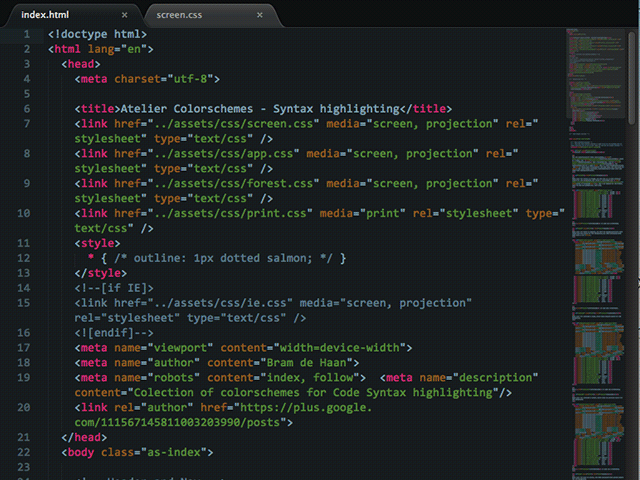 index.html × screen.css ×
1 <!doctype html>
2 <html lang="en">
3 <head>
4 <meta charset="utf-8">
5
6 <title>Atelier Colorschemes - Syntax highlighting</title>
7 <link href="../assets/css/screen.css" media="screen, projection" rel="
stylesheet" type="text/css" />
8 <link href="../assets/css/app.css" media="screen, projection" rel="
stylesheet" type="text/css" />
9 <link href="../assets/css/forest.css" media="screen, projection" rel="
stylesheet" type="text/css" />
10 <link href="../assets/css/print.css" media="print" rel="stylesheet" type="
text/css" />
11 <style>
12 * { /* outline: 1px dotted salmon; */ }
13 </style>
14 <!--[if IE]>
15 <link href="../assets/css/ie.css" media="screen, projection"
rel="stylesheet" type="text/css" />
16 <![endif]-->
17 <meta name="viewport" content="width=device-width">
18 <meta name="author" content="Bram de Haan">
19 <meta name="robots" content="index, follow"> <meta name="description"
content="Colection of colorschemes for Code Syntax highlighting"/>
20 <link rel="author" href="https://plus.google.
com/111567145811003203990/posts">
21 </head>
22 <body class="as-index">
23